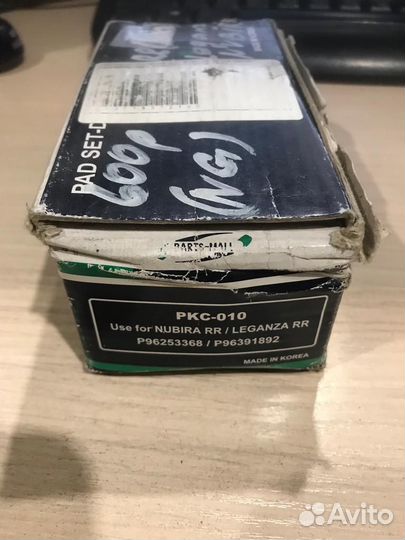 PAD SET-D
600р
(NG)
PARTS-MALL
PKC-010
Use for NUBIRA RR / LEGANZA RR
P96253368 / P96391892
MADE IN KOREA
Avito